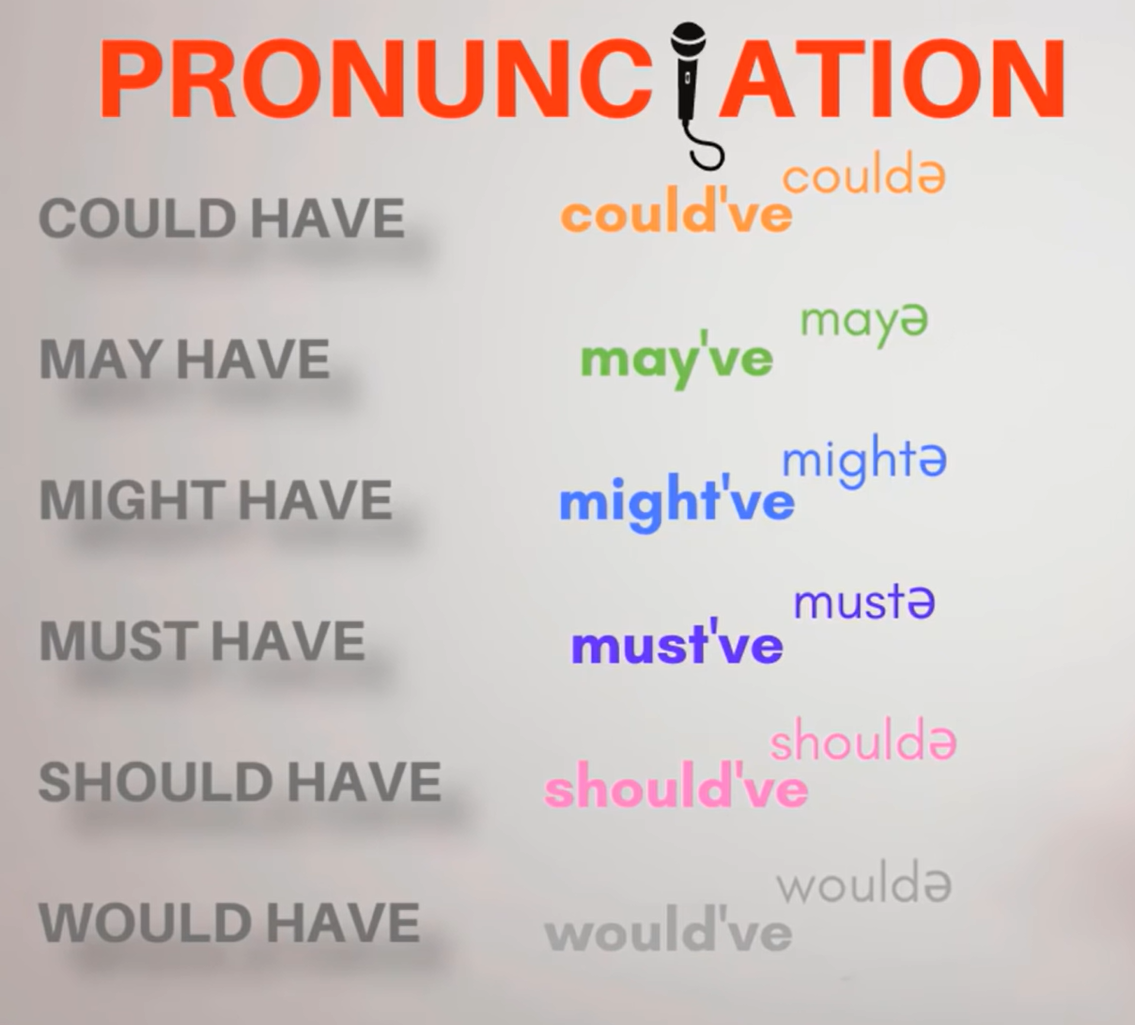 PRONUNCIATION
COULD HAVE could've couldə
MAY HAVE may've mayə
MIGHT HAVE might've mightə
MUST HAVE must've mustə
SHOULD HAVE should've shouldə
WOULD HAVE would've wouldə